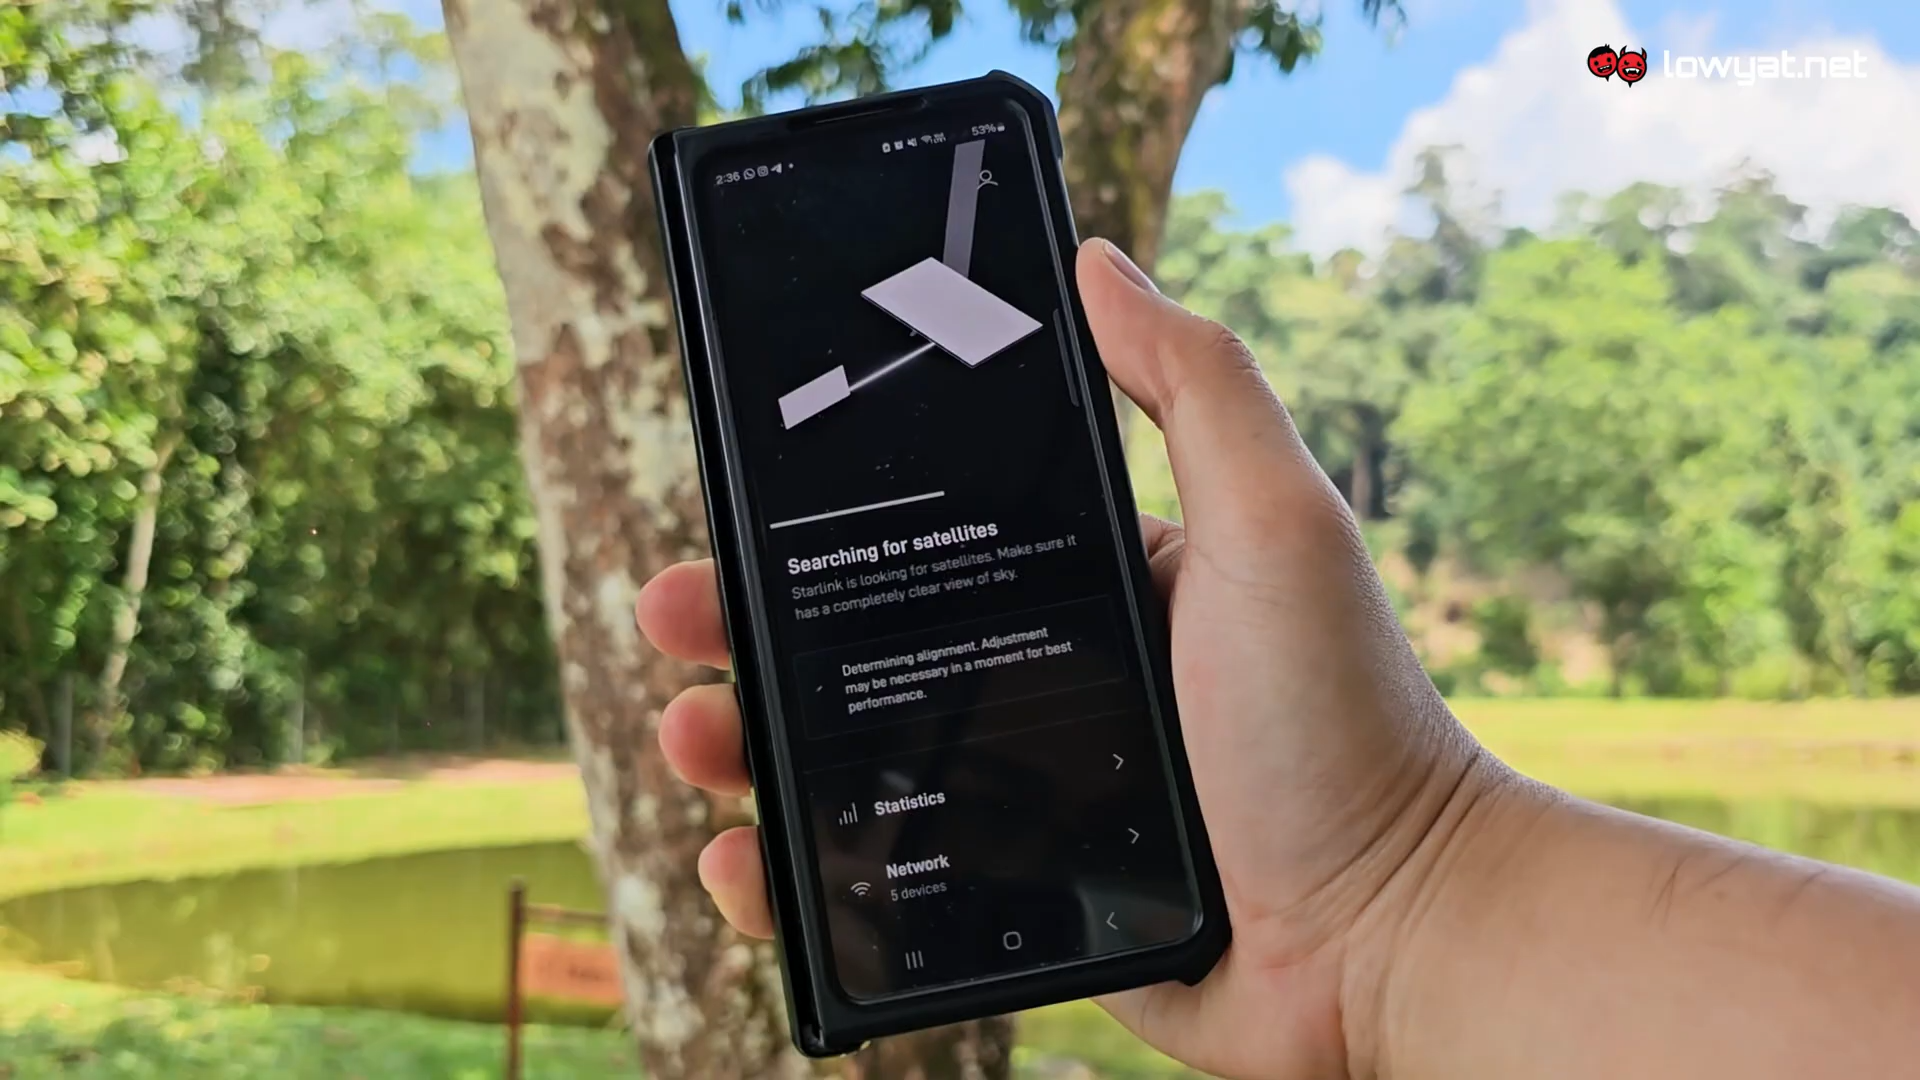 lowyat.net
2:36
53%
Searching for satellites
Starlink is looking for satellites. Make sure it
has a completely clear view of sky.
Determining alignment. Adjustment
may be necessary in a moment for best
performance.
Statistics
Network
5 devices